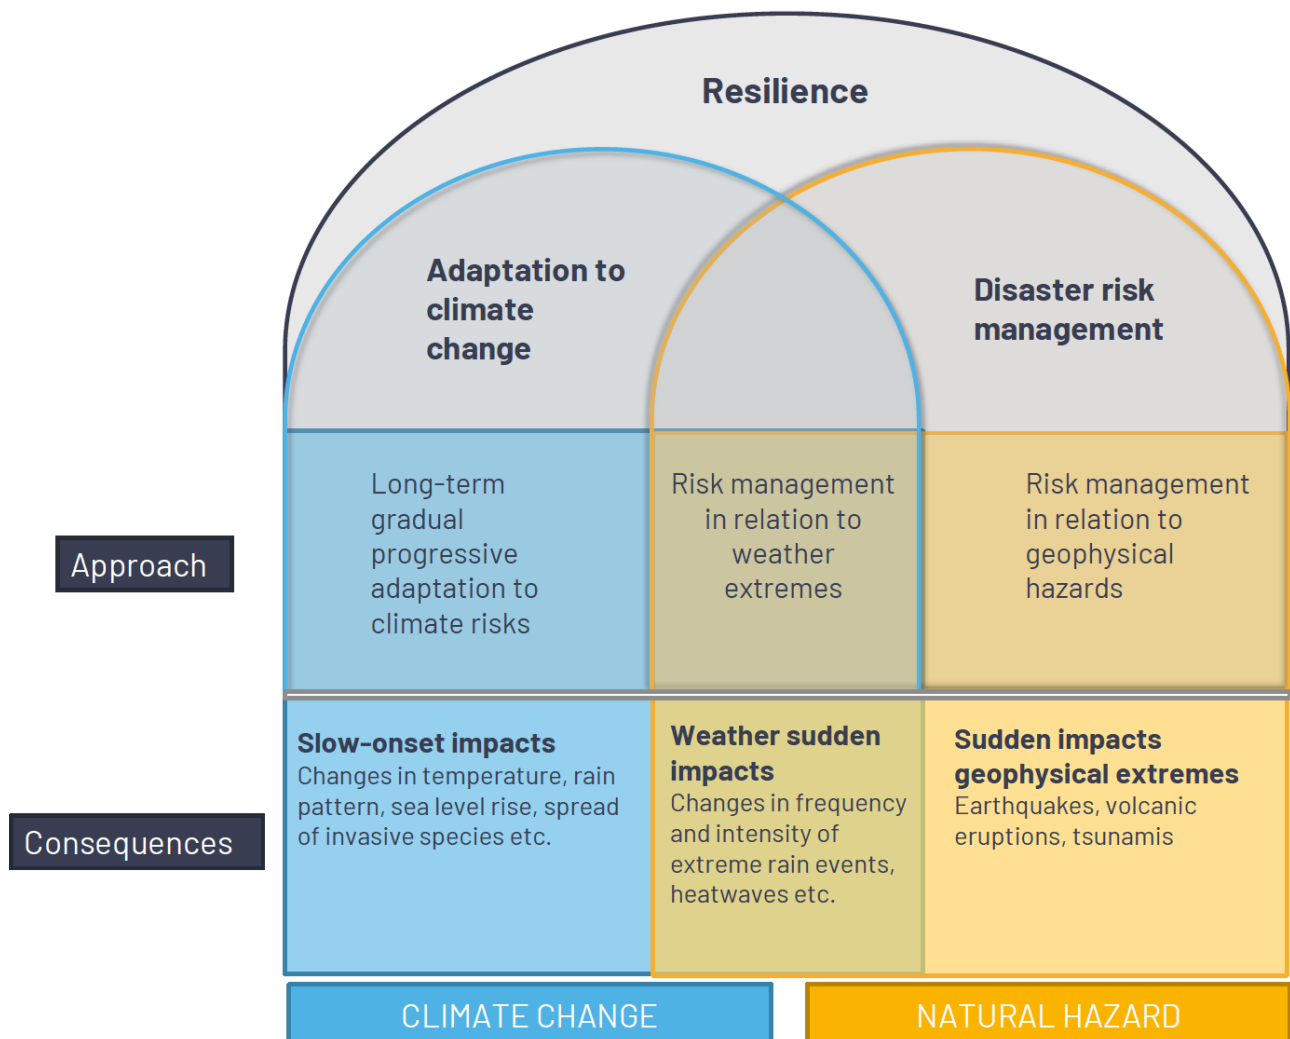 Resilience
Adaptation to
climate
change
Disaster risk
management
Approach
Long-term
gradual
progressive
adaptation to
climate risks
Risk management
in relation to
weather
extremes
Risk management
in relation to
geophysical
hazards
Consequences
Slow-onset impacts
Changes in temperature, rain
pattern, sea level rise, spread
of invasive species etc.
Weather sudden
impacts
Changes in frequency
and intensity of
extreme rain events,
heatwaves etc.
Sudden impacts
geophysical extremes
Earthquakes, volcanic
eruptions, tsunamis
CLIMATE CHANGE
NATURAL HAZARD